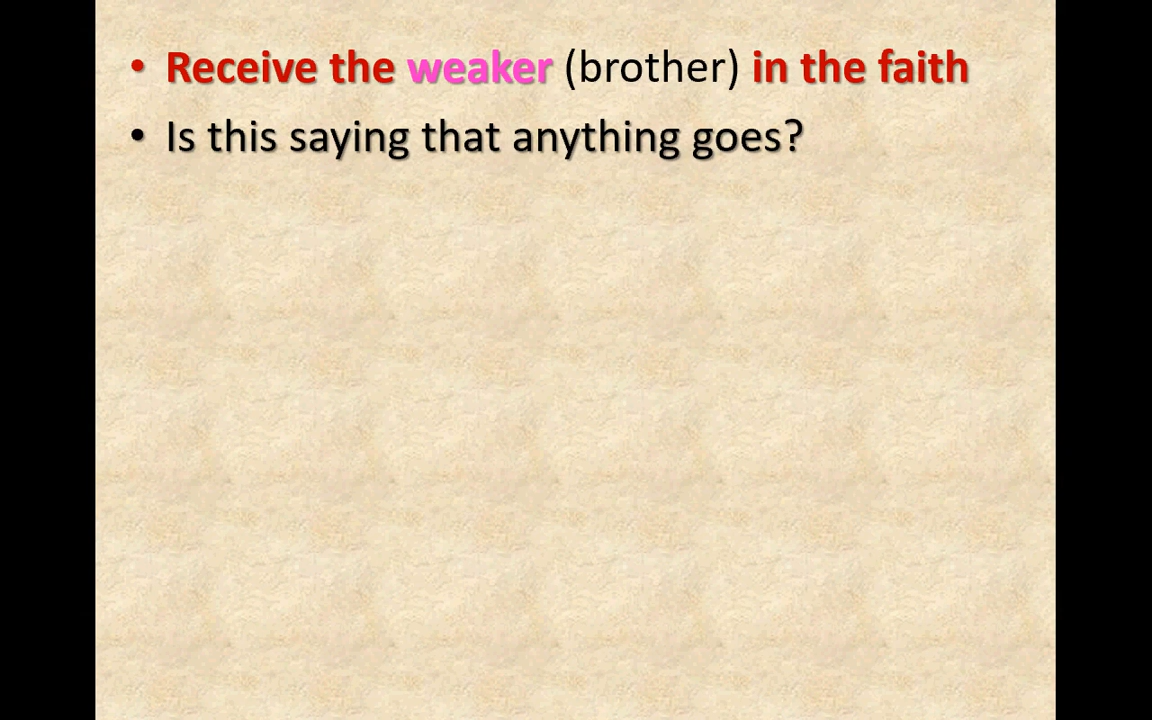 • Receive the weaker (brother) in the faith
• Is this saying that anything goes?